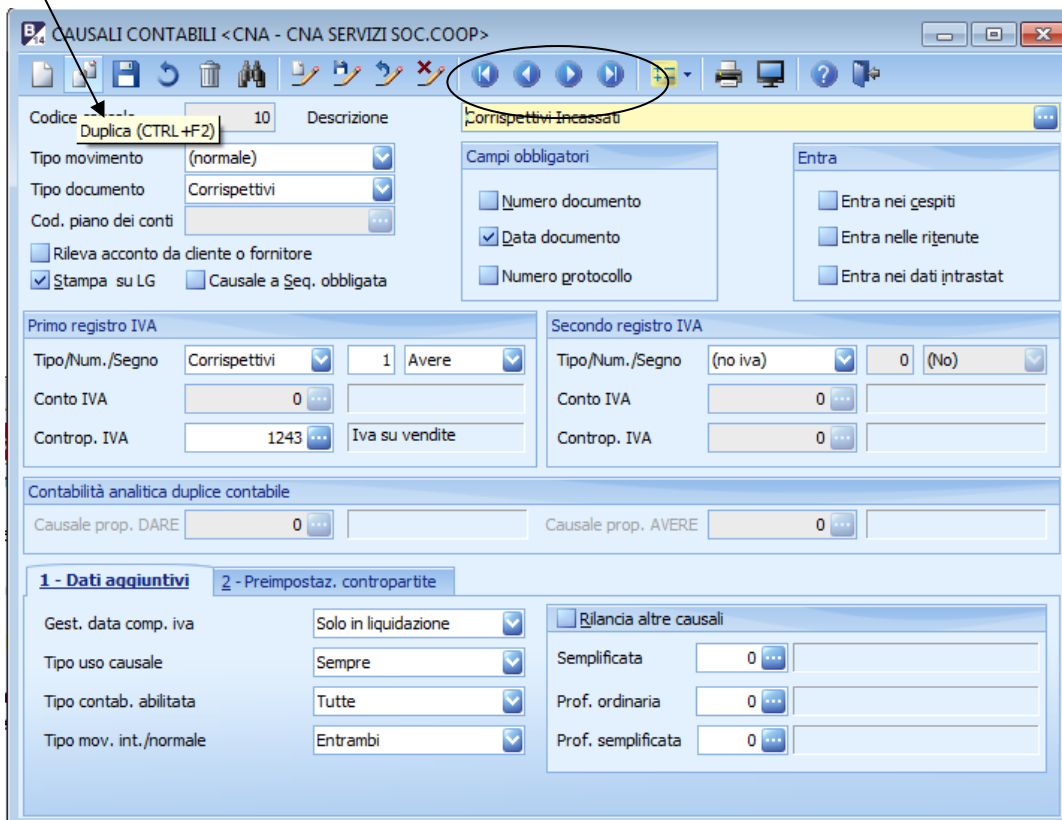 B 14 CAUSALI CONTABILI <CNA - CNA SERVIZI SOC.COOP>
Codice 10 Descrizione Corrispettivi Incassati
Duplica (CTRL+F2)
Tipo movimento (normale)
Tipo documento Corrispettivi
Cod. piano dei conti
Rileva acconto da cliente o fornitore
Stampa su LG Causale a Seq. obbligata
Campi obbligatori
Numero documento
Data documento
Numero protocollo
Entra
Entra nei cespiti
Entra nelle ritenute
Entra nei dati intrastat
Primo registro IVA
Tipo/Num./Segno Corrispettivi 1 Avere
Conto IVA 0
Controp. IVA 1243 Iva su vendite
Secondo registro IVA
Tipo/Num./Segno (no iva) 0 (No)
Conto IVA 0
Controp. IVA 0
Contabilità analitica duplice contabile
Causale prop. DARE 0 Causale prop. AVERE 0
1 - Dati aggiuntivi 2 - Preimpostaz. contropartite
Gest. data comp. iva Solo in liquidazione
Tipo uso causale Sempre
Tipo contab. abilitata Tutte
Tipo mov. int./normale Entrambi
Rilancia altre causali
Semplificata 0
Prof. ordinaria 0
Prof. semplificata 0